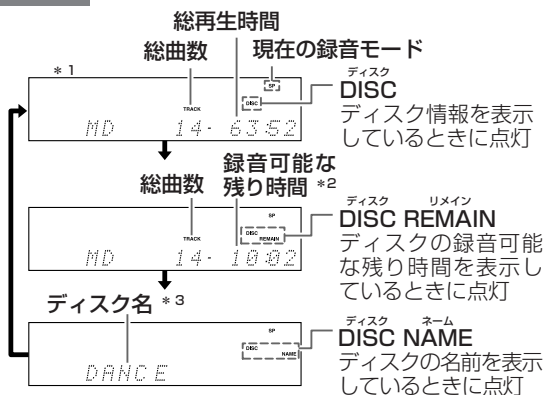 総再生時間
総曲数
現在の録音モード
*1
SP
DISC
TRACK
MD 14- 63:52
ディスク
DISC
ディスク情報を表示
しているときに点灯
総曲数
録音可能な
残り時間 *2
SP
DISC
REMAIN
TRACK
MD 14- 10:02
ディスク リメイン
DISC REMAIN
ディスクの録音可能
な残り時間を表示し
ているときに点灯
ディスク名 *3
SP
DISC
NAME
DANCE
ディスク ネーム
DISC NAME
ディスクの名前を表示
しているときに点灯